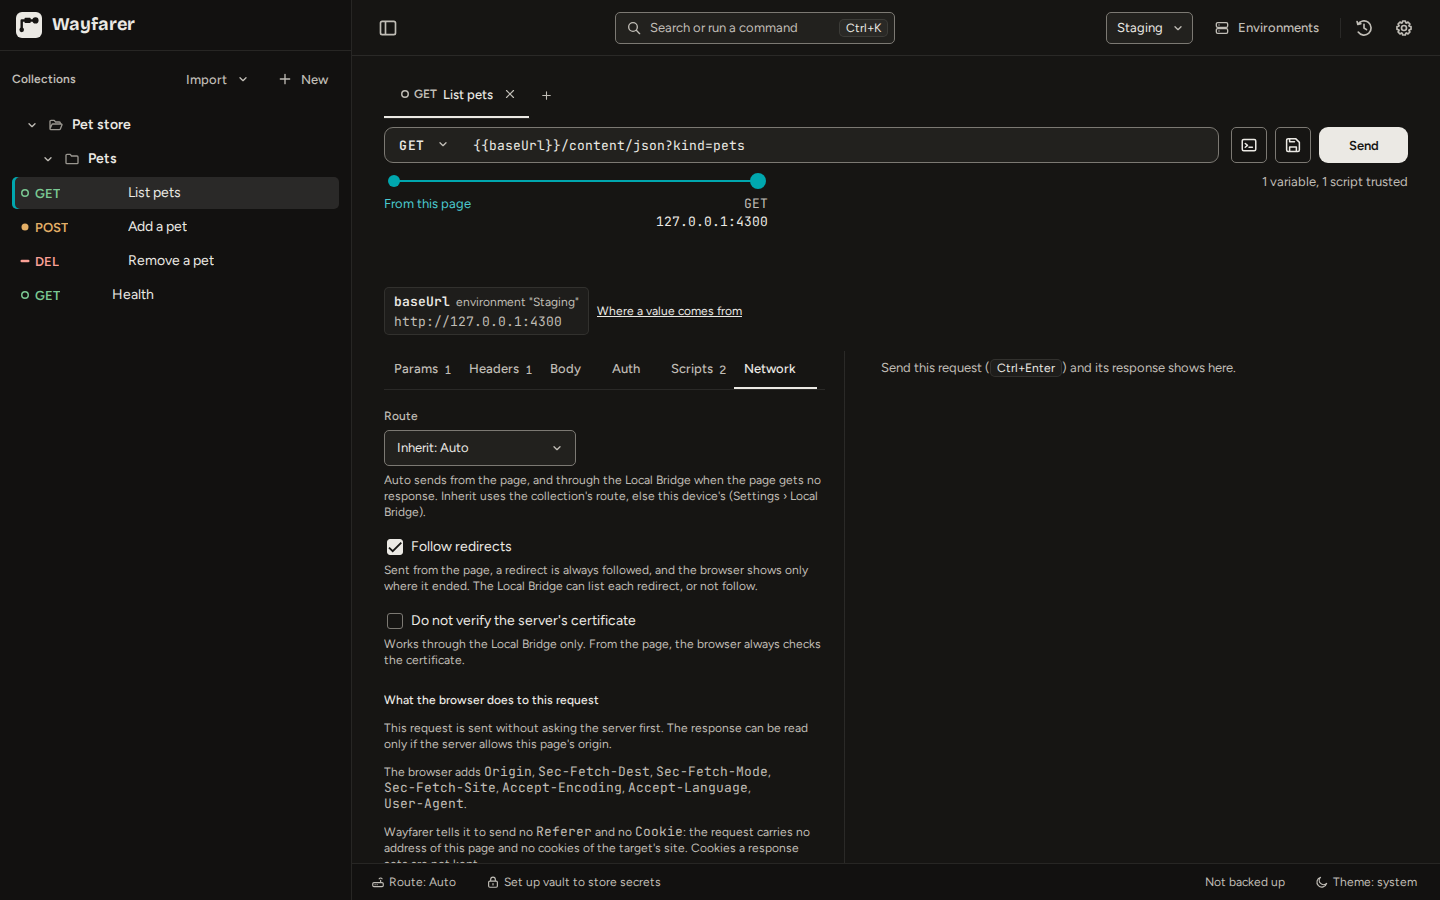 Wayfarer
Search or run a command Ctrl+K
Staging
Environments
Collections
Import
New
Pet store
Pets
GET List pets
POST Add a pet
DEL Remove a pet
GET Health
GET List pets
GET {{baseUrl}}/content/json?kind=pets
Send
1 variable, 1 script trusted
From this page
GET
127.0.0.1:4300
baseUrl environment "Staging"
http://127.0.0.1:4300
Where a value comes from
Params 1 Headers 1 Body Auth Scripts 2 Network
Route
Inherit: Auto
Auto sends from the page, and through the Local Bridge when the page gets no
response. Inherit uses the collection's route, else this device's (Settings › Local
Bridge).
Follow redirects
Sent from the page, a redirect is always followed, and the browser shows only
where it ended. The Local Bridge can list each redirect, or not follow.
Do not verify the server's certificate
Works through the Local Bridge only. From the page, the browser always checks
the certificate.
What the browser does to this request
This request is sent without asking the server first. The response can be read
only if the server allows this page's origin.
The browser adds Origin, Sec-Fetch-Dest, Sec-Fetch-Mode,
Sec-Fetch-Site, Accept-Encoding, Accept-Language,
User-Agent.
Wayfarer tells it to send no Referer and no Cookie: the request carries no
address of this page and no cookies of the target's site. Cookies a response
Send this request (Ctrl+Enter) and its response shows here.
Route: Auto
Set up vault to store secrets
Not backed up
Theme: system